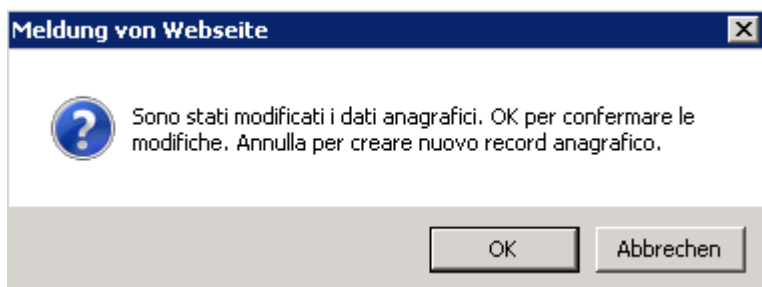 Meldung von Webseite
Sono stati modificati i dati anagrafici. OK per confermare le
modifiche. Annulla per creare nuovo record anagrafico.
OK
Abbrechen